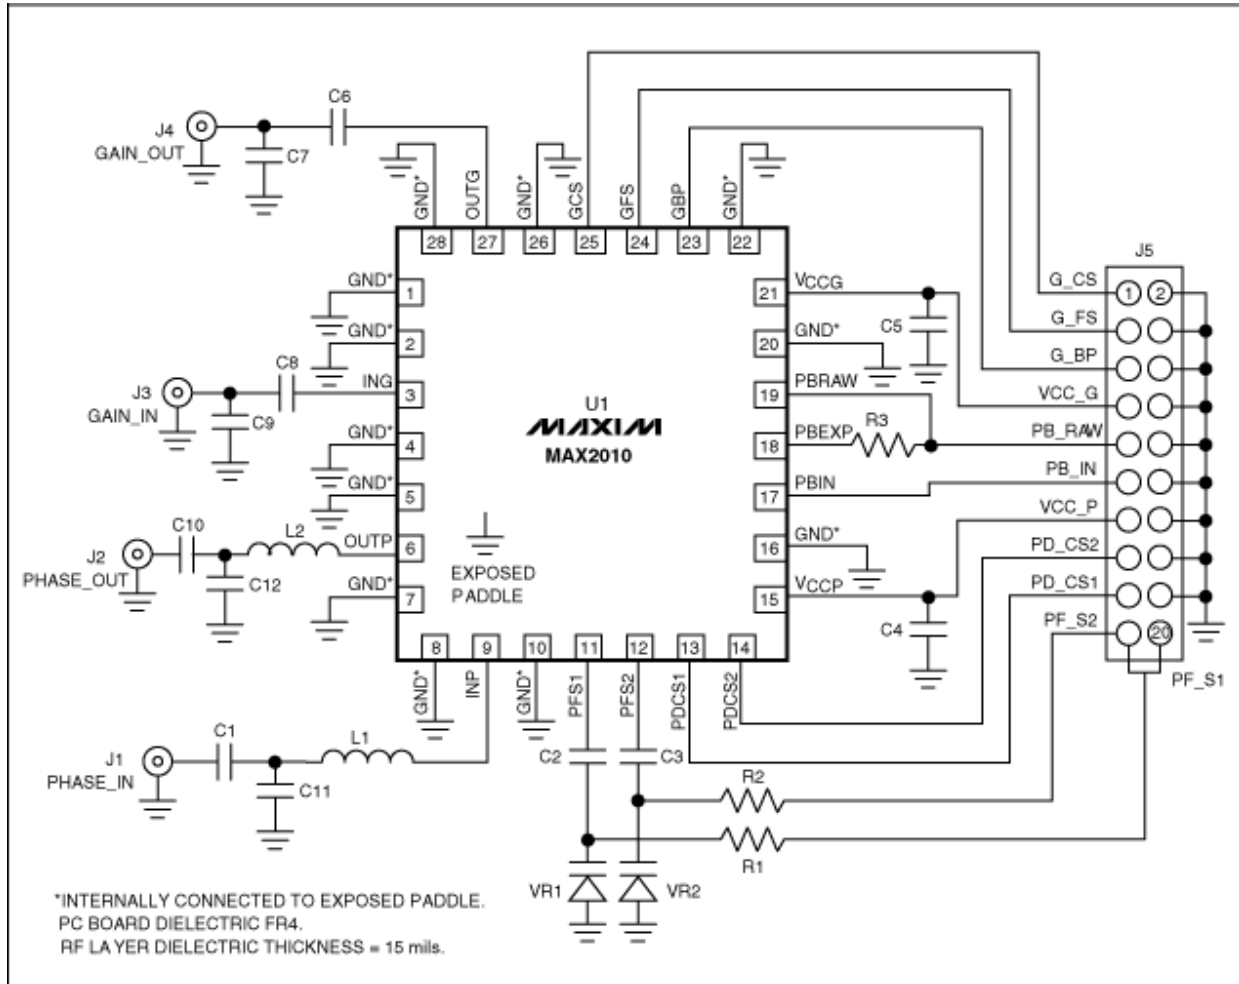 C6
J4
GAIN_OUT
C7
GND*
OUTG
GND*
GCS
GFS
GBP
GND*
28
27
26
25
24
23
22
J5
GND*
1
21
VCCG
G_CS
1
2
GND*
2
20
GND*
C5
G_FS
C8
J3
GAIN_IN
C9
ING
3
19
PBRAW
G_BP
VCC_G
U1
MAXIM
MAX2010
GND*
4
18
PBEXP
R3
PB_RAW
GND*
5
17
PBIN
PB_IN
C10
L2
J2
PHASE_OUT
C12
OUTP
6
16
GND*
VCC_P
EXPOSED
PADDLE
PD_CS2
GND*
7
15
VCCP
C4
PD_CS1
PF_S2
20
PF_S1
8
9
10
11
12
13
14
GND*
INP
GND*
PFS1
PFS2
PDCS1
PDCS2
C1
L1
J1
PHASE_IN
C11
C2
C3
R2
R1
VR1
VR2
*INTERNALLY CONNECTED TO EXPOSED PADDLE.
PC BOARD DIELECTRIC FR4.
RF LAYER DIELECTRIC THICKNESS = 15 mils.